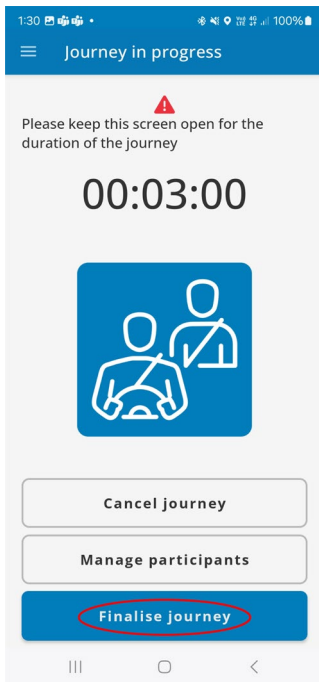 1:30
100%
Journey in progress
Please keep this screen open for the
duration of the journey
00:03:00
Cancel journey
Manage participants
Finalise journey